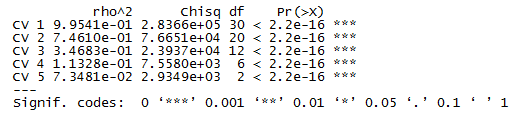 rho^2 Chisq df Pr(>X)
CV 1 9.9541e-01 2.8366e+05 30 < 2.2e-16 ***
CV 2 7.4610e-01 7.6651e+04 20 < 2.2e-16 ***
CV 3 3.4683e-01 2.3937e+04 12 < 2.2e-16 ***
CV 4 1.1328e-01 7.5580e+03 6 < 2.2e-16 ***
CV 5 7.3481e-02 2.9349e+03 2 < 2.2e-16 ***
---
Signif. codes: 0 ‘***’ 0.001 ‘**’ 0.01 ‘*’ 0.05 ‘.’ 0.1 ‘ ’ 1